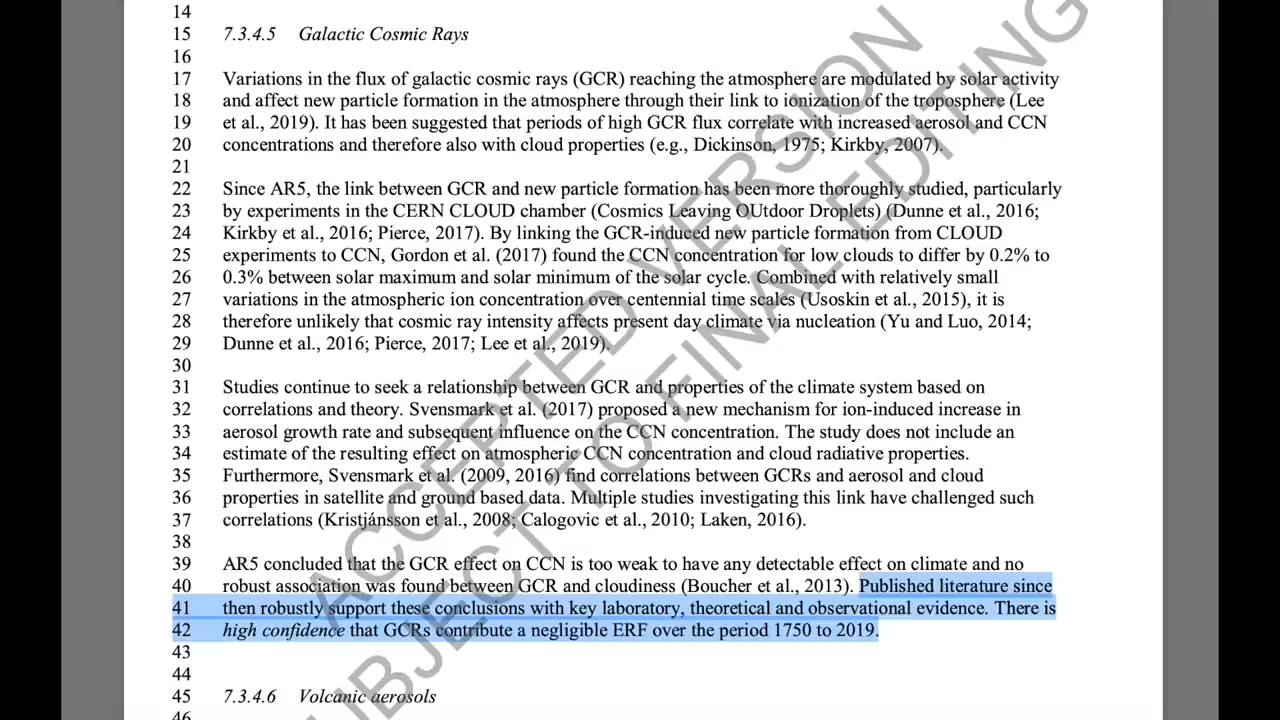 14
15 7.3.4.5 Galactic Cosmic Rays
16
17 Variations in the flux of galactic cosmic rays (GCR) reaching the atmosphere are modulated by solar activity
18 and affect new particle formation in the atmosphere through their link to ionization of the troposphere (Lee
19 et al., 2019). It has been suggested that periods of high GCR flux correlate with increased aerosol and CCN
20 concentrations and therefore also with cloud properties (e.g., Dickinson, 1975; Kirkby, 2007).
21
22 Since AR5, the link between GCR and new particle formation has been more thoroughly studied, particularly
23 by experiments in the CERN CLOUD chamber (Cosmics Leaving OUtdoor Droplets) (Dunne et al., 2016;
24 Kirkby et al., 2016; Pierce, 2017). By linking the GCR-induced new particle formation from CLOUD
25 experiments to CCN, Gordon et al. (2017) found the CCN concentration for low clouds to differ by 0.2% to
26 0.3% between solar maximum and solar minimum of the solar cycle. Combined with relatively small
27 variations in the atmospheric ion concentration over centennial time scales (Usoskin et al., 2015), it is
28 therefore unlikely that cosmic ray intensity affects present day climate via nucleation (Yu and Luo, 2014;
29 Dunne et al., 2016; Pierce, 2017; Lee et al., 2019).
30
31 Studies continue to seek a relationship between GCR and properties of the climate system based on
32 correlations and theory. Svensmark et al. (2017) proposed a new mechanism for ion-induced increase in
33 aerosol growth rate and subsequent influence on the CCN concentration. The study does not include an
34 estimate of the resulting effect on atmospheric CCN concentration and cloud radiative properties.
35 Furthermore, Svensmark et al. (2009, 2016) find correlations between GCRs and aerosol and cloud
36 properties in satellite and ground based data. Multiple studies investigating this link have challenged such
37 correlations (Kristjánsson et al., 2008; Calogovic et al., 2010; Laken, 2016).
38
39 AR5 concluded that the GCR effect on CCN is too weak to have any detectable effect on climate and no
40 robust association was found between GCR and cloudiness (Boucher et al., 2013). Published literature since
41 then robustly support these conclusions with key laboratory, theoretical and observational evidence. There is
42 high confidence that GCRs contribute a negligible ERF over the period 1750 to 2019.
43
44
45 7.3.4.6 Volcanic aerosols
46
ACCEPTED VERSION
SUBJECT TO FINAL EDITING